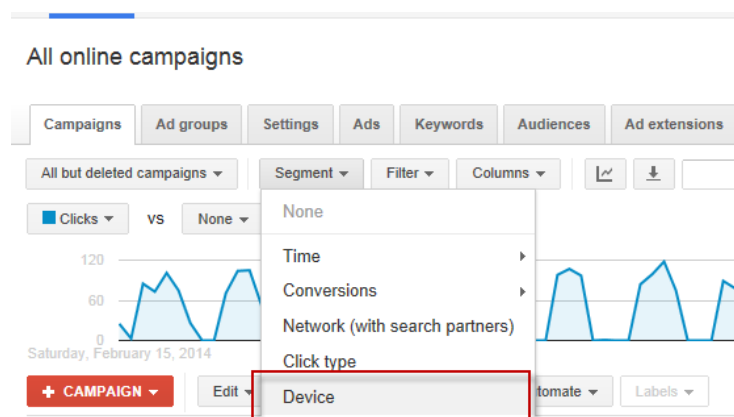 All online campaigns
Campaigns Ad groups Settings Ads Keywords Audiences Ad extensions
All but deleted campaigns Segment Filter Columns
Clicks VS None
None
Time
Conversions
Network (with search partners)
Click type
Device
120
60
0
Saturday, February 15, 2014
+ CAMPAIGN Edit tomate Labels